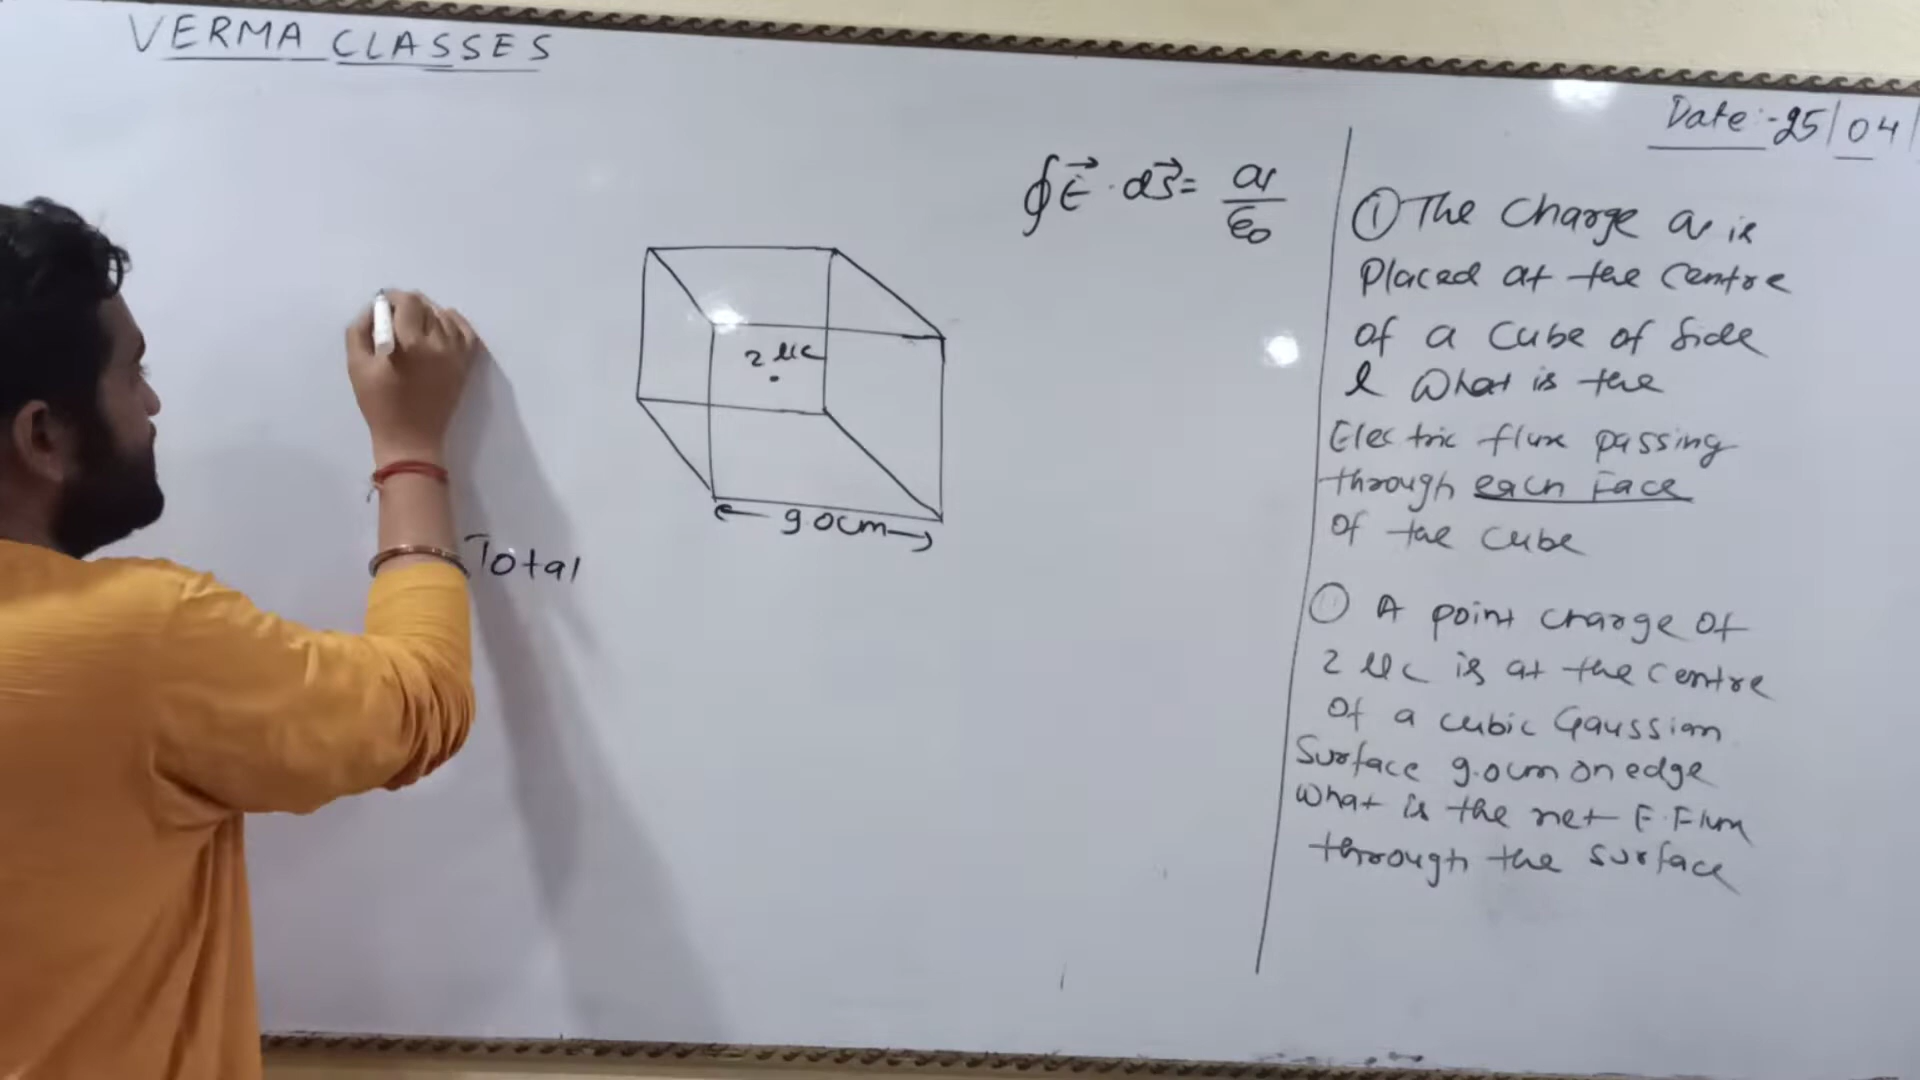 VERMA CLASSES
Date :- 25/04/
∮E⃗ · dS⃗ = q/ε₀
① The Charge q is
Placed at the Centre
of a Cube of Side
l What is the
Electric flux passing
through each Face
Of the Cube
2 μc
9.0cm
Total
⑪ A point charge Of
2 μc is at the Centre
Of a cubic Gaussian
Surface 9.0cm on edge
What is the net E.Flux
through the surface